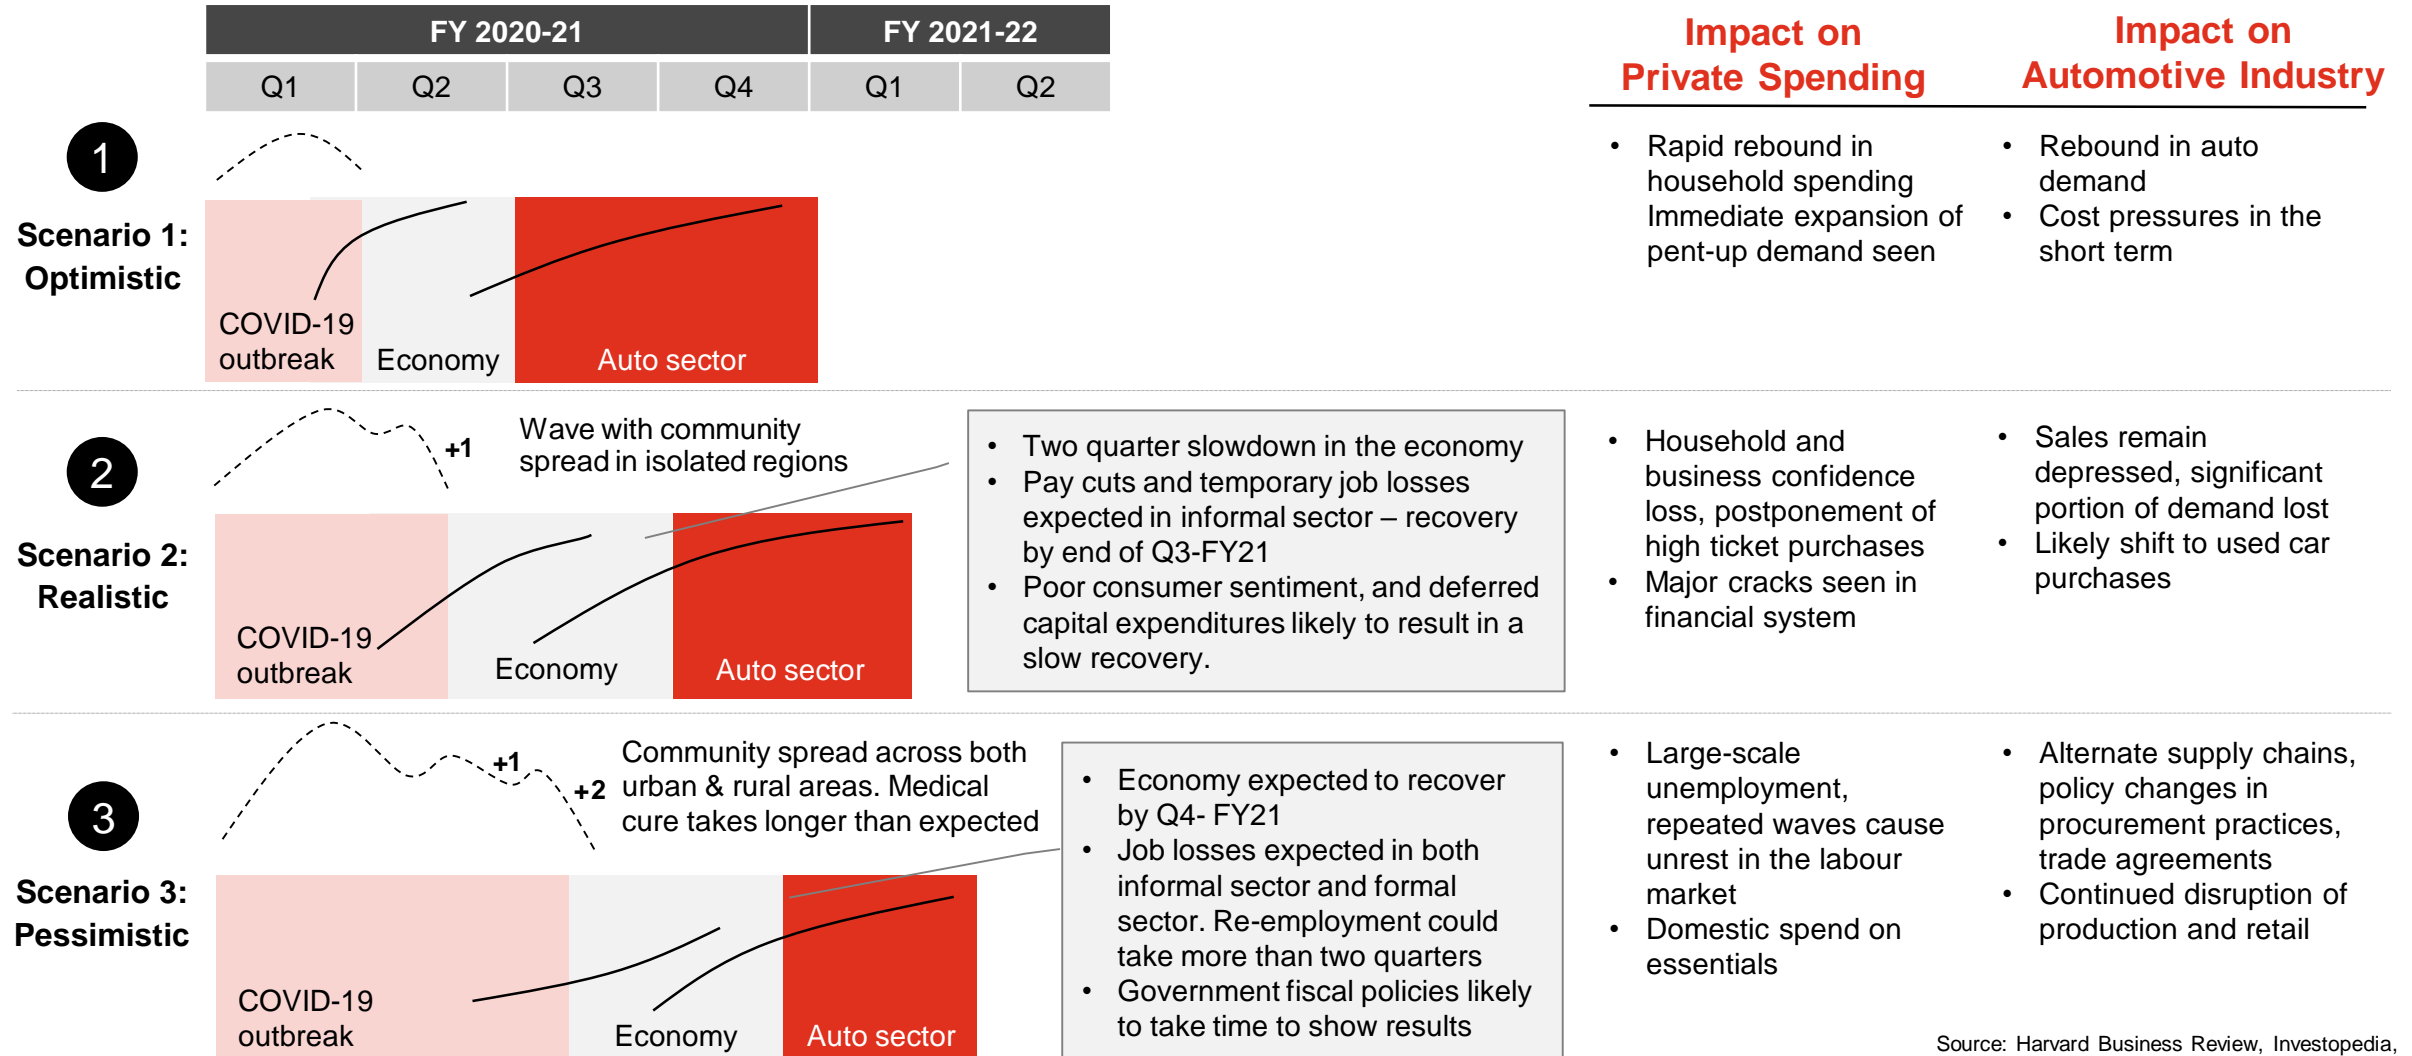 FY 2020-21
FY 2021-22
Q1
Q2
Q3
Q4
Q1
Q2
Impact on
Private Spending
Impact on
Automotive Industry
1
Scenario 1:
Optimistic
COVID-19
outbreak
Economy
Auto sector
• Rapid rebound in
household spending
Immediate expansion of
pent-up demand seen
• Rebound in auto
demand
• Cost pressures in the
short term
2
Scenario 2:
Realistic
+1
Wave with community
spread in isolated regions
COVID-19
outbreak
Economy
Auto sector
• Two quarter slowdown in the economy
• Pay cuts and temporary job losses
expected in informal sector – recovery
by end of Q3-FY21
• Poor consumer sentiment, and deferred
capital expenditures likely to result in a
slow recovery.
• Household and
business confidence
loss, postponement of
high ticket purchases
• Major cracks seen in
financial system
• Sales remain
depressed, significant
portion of demand lost
• Likely shift to used car
purchases
3
Scenario 3:
Pessimistic
+1
+2
Community spread across both
urban & rural areas. Medical
cure takes longer than expected
COVID-19
outbreak
Economy
Auto sector
• Economy expected to recover
by Q4- FY21
• Job losses expected in both
informal sector and formal
sector. Re-employment could
take more than two quarters
• Government fiscal policies likely
to take time to show results
• Large-scale
unemployment,
repeated waves cause
unrest in the labour
market
• Domestic spend on
essentials
• Alternate supply chains,
policy changes in
procurement practices,
trade agreements
• Continued disruption of
production and retail
Source: Harvard Business Review, Investopedia,